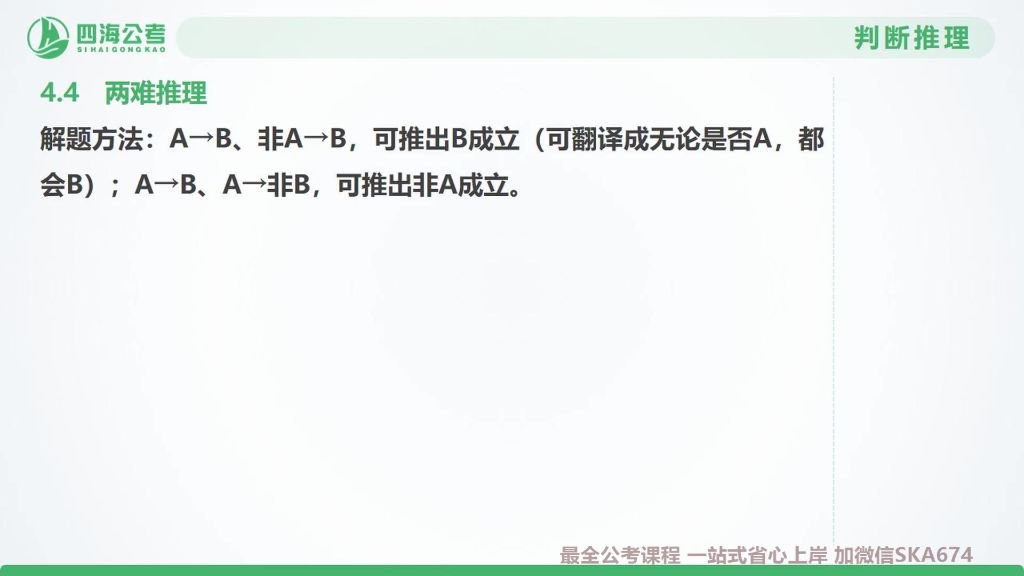 四海公考
SIHAIGONGKAO
判断推理
4.4 两难推理
解题方法：A→B、非A→B，可推出B成立（可翻译成无论是否A，都
会B）；A→B、A→非B，可推出非A成立。
最全公考课程 一站式省心上岸 加微信SKA674